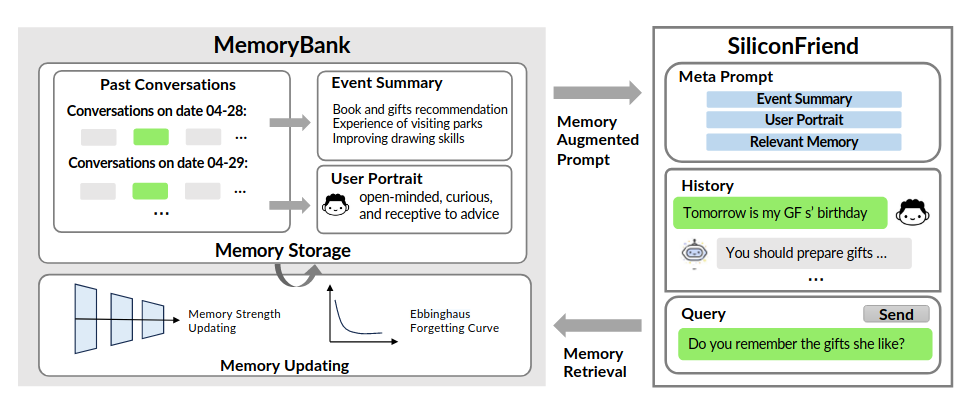 MemoryBank
Past Conversations
Conversations on date 04-28:
...
Conversations on date 04-29:
...
...
Event Summary
Book and gifts recommendation
Experience of visiting parks
Improving drawing skills
User Portrait
open-minded, curious,
and receptive to advice
Memory Storage
Memory Strength
Updating
Ebbinghaus
Forgetting Curve
Memory Updating
Memory
Augmented
Prompt
Memory
Retrieval
SiliconFriend
Meta Prompt
Event Summary
User Portrait
Relevant Memory
History
Tomorrow is my GF s' birthday
You should prepare gifts ...
...
Query
Send
Do you remember the gifts she like?